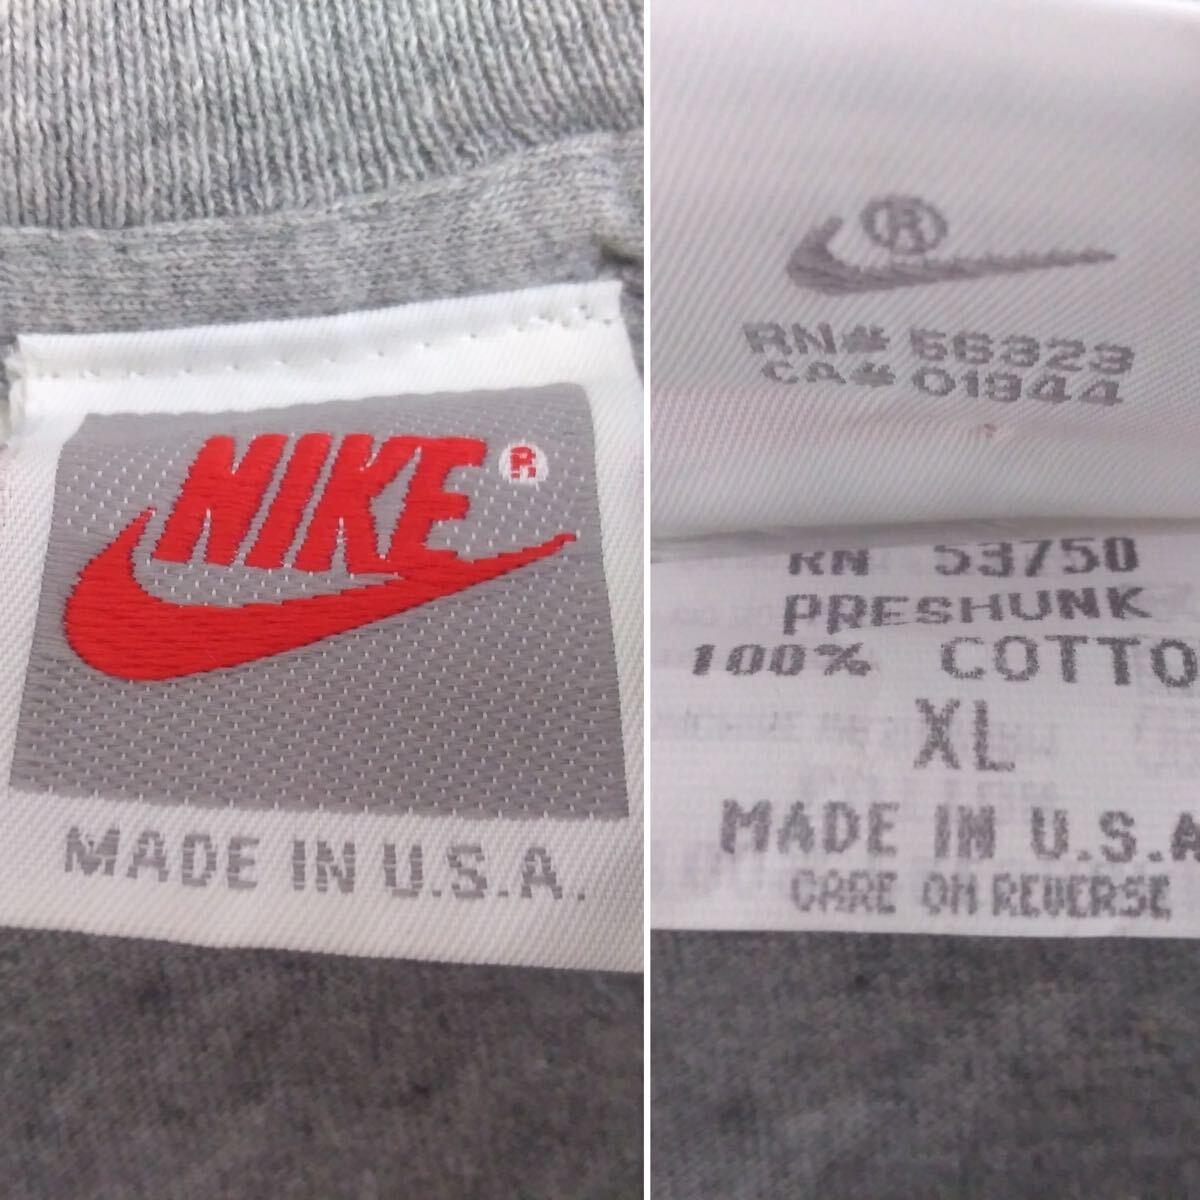 NIKE®
MADE IN U.S.A.
®
RN# 56323
CA# 01944
RN 53750
PRESHUNK
100% COTTO
XL
MADE IN U.S.A
CARE ON REVERSE